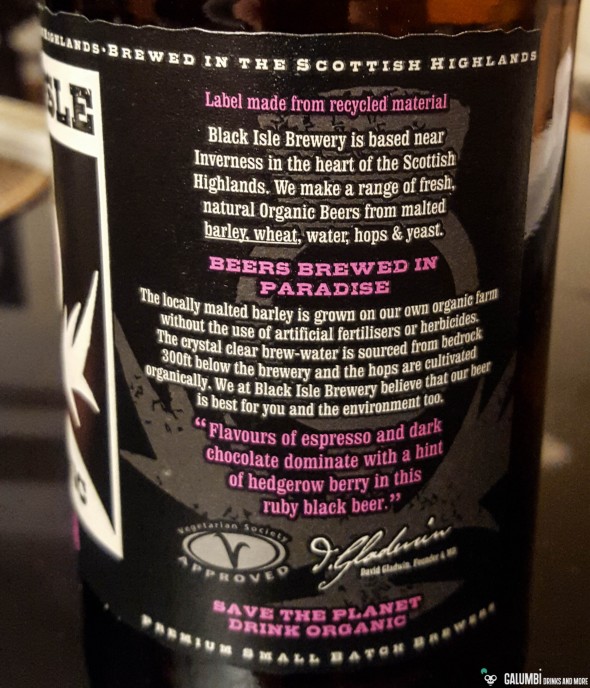 HIGHLANDS•BREWED IN THE SCOTTISH HIGHLANDS
SLE
Label made from recycled material
Black Isle Brewery is based near
Inverness in the heart of the Scottish
Highlands. We make a range of fresh,
natural Organic Beers from malted
barley, wheat, water, hops & yeast.
BEERS BREWED IN
PARADISE
The locally malted barley is grown on our own organic farm
without the use of artificial fertilisers or herbicides.
The crystal clear brew-water is sourced from bedrock
300ft below the brewery and the hops are cultivated
organically. We at Black Isle Brewery believe that our beer
is best for you and the environment too.
“Flavours of espresso and dark
chocolate dominate with a hint
of hedgerow berry in this
ruby black beer.”
Vegetarian Society
V
APPROVED
D. Gladwin
David Gladwin. Founder & MD
SAVE THE PLANET
DRINK ORGANIC
PREMIUM SMALL BATCH BREWERY
C
GALUMBI DRINKS AND MORE